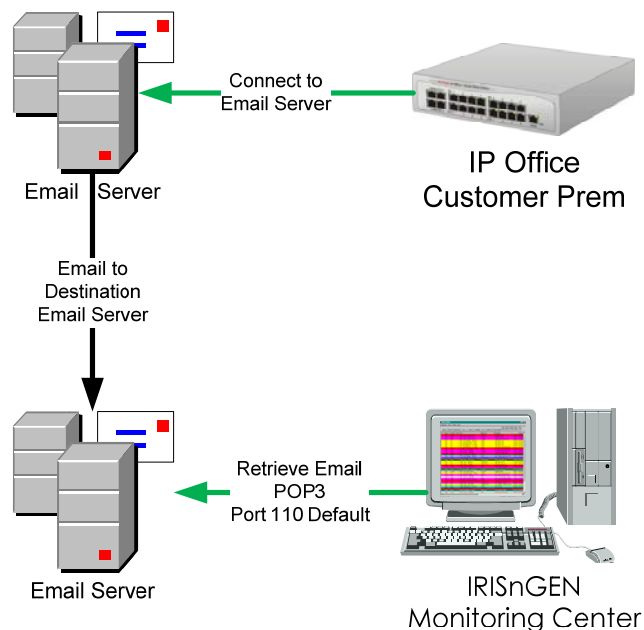 Connect to
Email Server
IP Office
Customer Prem
Email Server
Email to
Destination
Email Server
Retrieve Email
POP3
Port 110 Default
Email Server
IRISnGEN
Monitoring Center